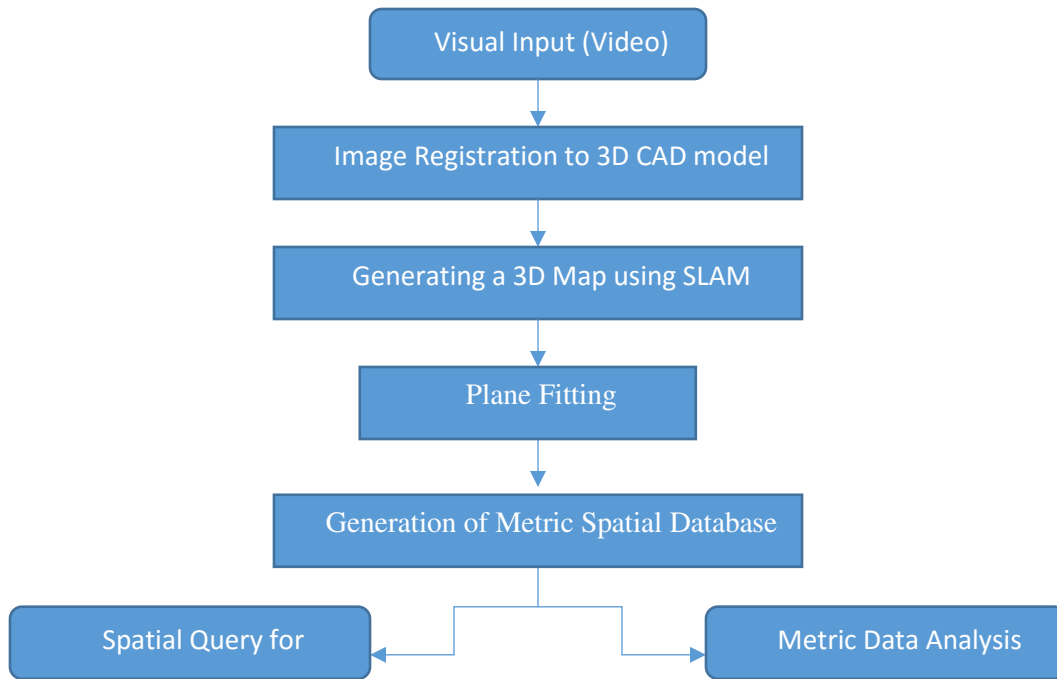 Visual Input (Video)
Image Registration to 3D CAD model
Generating a 3D Map using SLAM
Plane Fitting
Generation of Metric Spatial Database
Spatial Query for
Metric Data Analysis